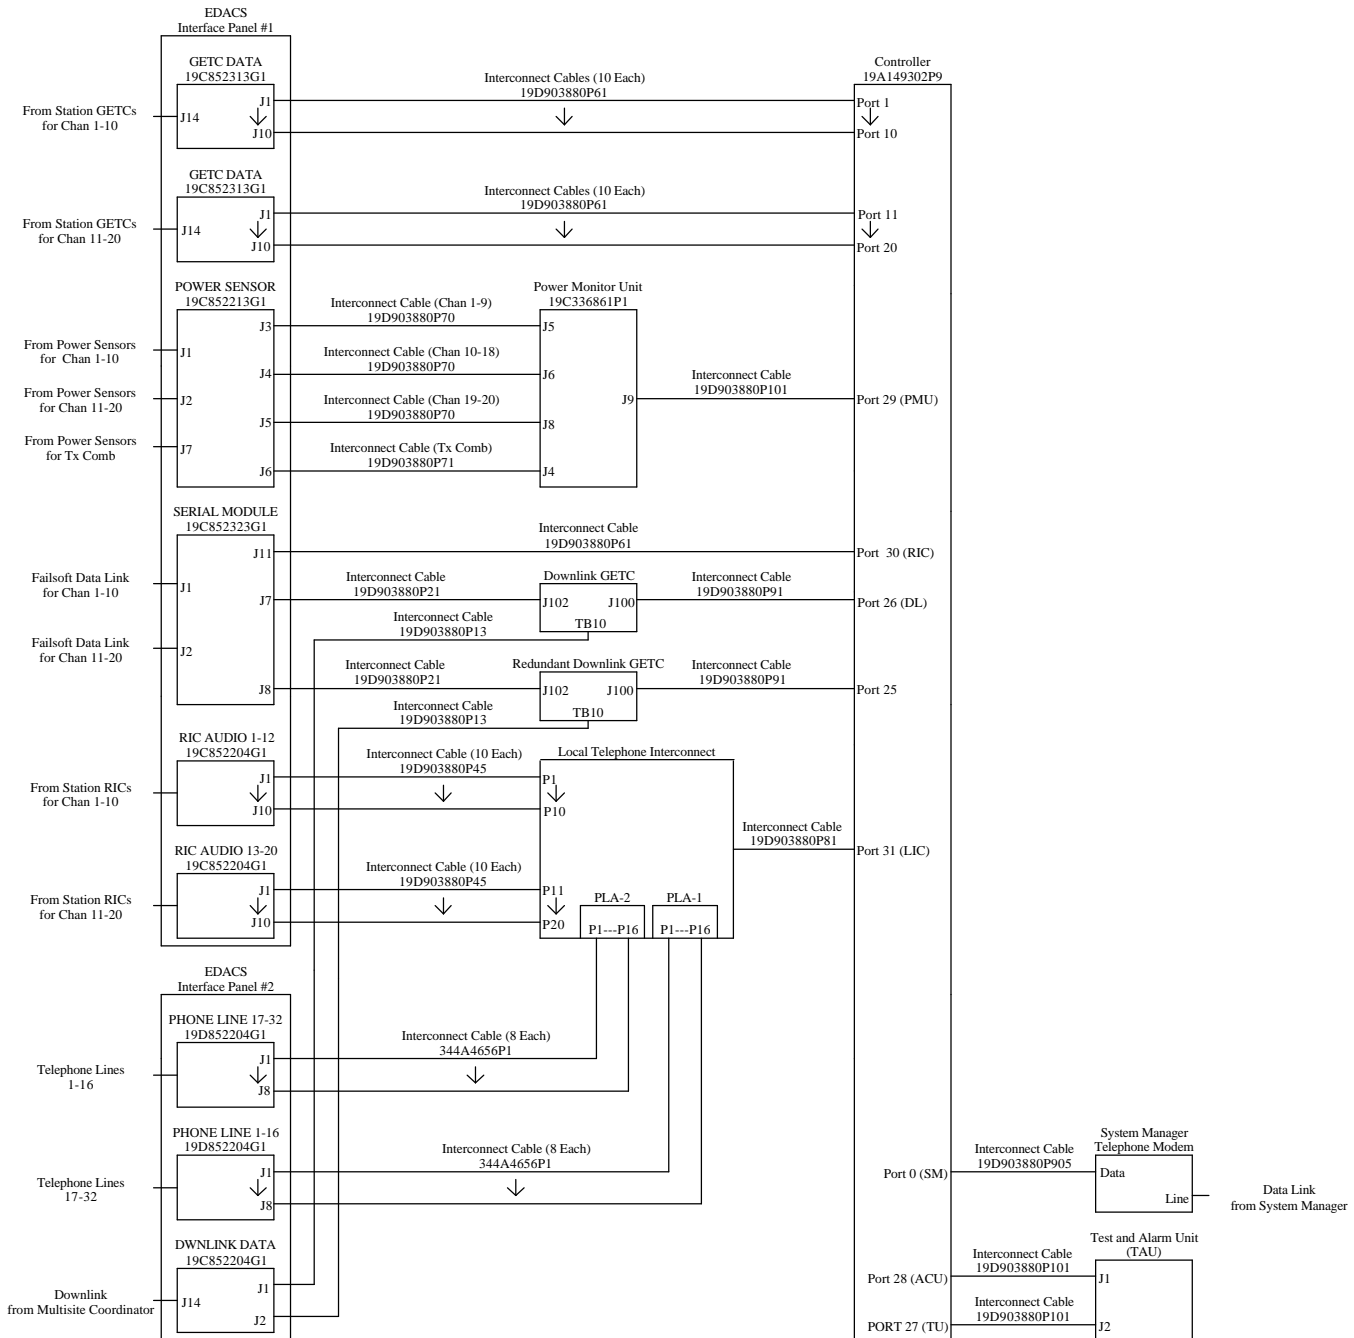 EDACS
Interface Panel #1
GETC DATA
19C852313G1
J1
J14
J10
From Station GETCs
for Chan 1-10
Interconnect Cables (10 Each)
19D903880P61
Controller
19A149302P9
Port 1
Port 10
GETC DATA
19C852313G1
J1
J14
J10
From Station GETCs
for Chan 11-20
Interconnect Cables (10 Each)
19D903880P61
Port 11
Port 20
POWER SENSOR
19C852213G1
J3
J1
J4
J2
J5
J7
J6
From Power Sensors
for Chan 1-10
From Power Sensors
for Chan 11-20
From Power Sensors
for Tx Comb
Interconnect Cable (Chan 1-9)
19D903880P70
Interconnect Cable (Chan 10-18)
19D903880P70
Interconnect Cable (Chan 19-20)
19D903880P70
Interconnect Cable (Tx Comb)
19D903880P71
Power Monitor Unit
19C336861P1
J5
J6
J9
J8
J4
Interconnect Cable
19D903880P101
Port 29 (PMU)
SERIAL MODULE
19C852323G1
J11
J1
J7
J2
J8
Failsoft Data Link
for Chan 1-10
Failsoft Data Link
for Chan 11-20
Interconnect Cable
19D903880P61
Port 30 (RIC)
Interconnect Cable
19D903880P21
Downlink GETC
J102
J100
TB10
Interconnect Cable
19D903880P91
Port 26 (DL)
Interconnect Cable
19D903880P13
Interconnect Cable
19D903880P21
Redundant Downlink GETC
J102
J100
TB10
Interconnect Cable
19D903880P91
Port 25
Interconnect Cable
19D903880P13
RIC AUDIO 1-12
19C852204G1
J1
J10
From Station RICs
for Chan 1-10
Interconnect Cable (10 Each)
19D903880P45
Local Telephone Interconnect
P1
P10
Interconnect Cable
19D903880P81
Port 31 (LIC)
RIC AUDIO 13-20
19C852204G1
J1
J10
From Station RICs
for Chan 11-20
Interconnect Cable (10 Each)
19D903880P45
P11
P20
PLA-2
P1---P16
PLA-1
P1---P16
EDACS
Interface Panel #2
PHONE LINE 17-32
19D852204G1
J1
J8
Telephone Lines
1-16
Interconnect Cable (8 Each)
344A4656P1
PHONE LINE 1-16
19D852204G1
J1
J8
Telephone Lines
17-32
Interconnect Cable (8 Each)
344A4656P1
Port 0 (SM)
Interconnect Cable
19D903880P905
System Manager
Telephone Modem
Data
Line
Data Link
from System Manager
DWNLINK DATA
19C852204G1
J1
J14
J2
Downlink
from Multisite Coordinator
Port 28 (ACU)
Interconnect Cable
19D903880P101
Test and Alarm Unit
(TAU)
J1
PORT 27 (TU)
Interconnect Cable
19D903880P101
J2